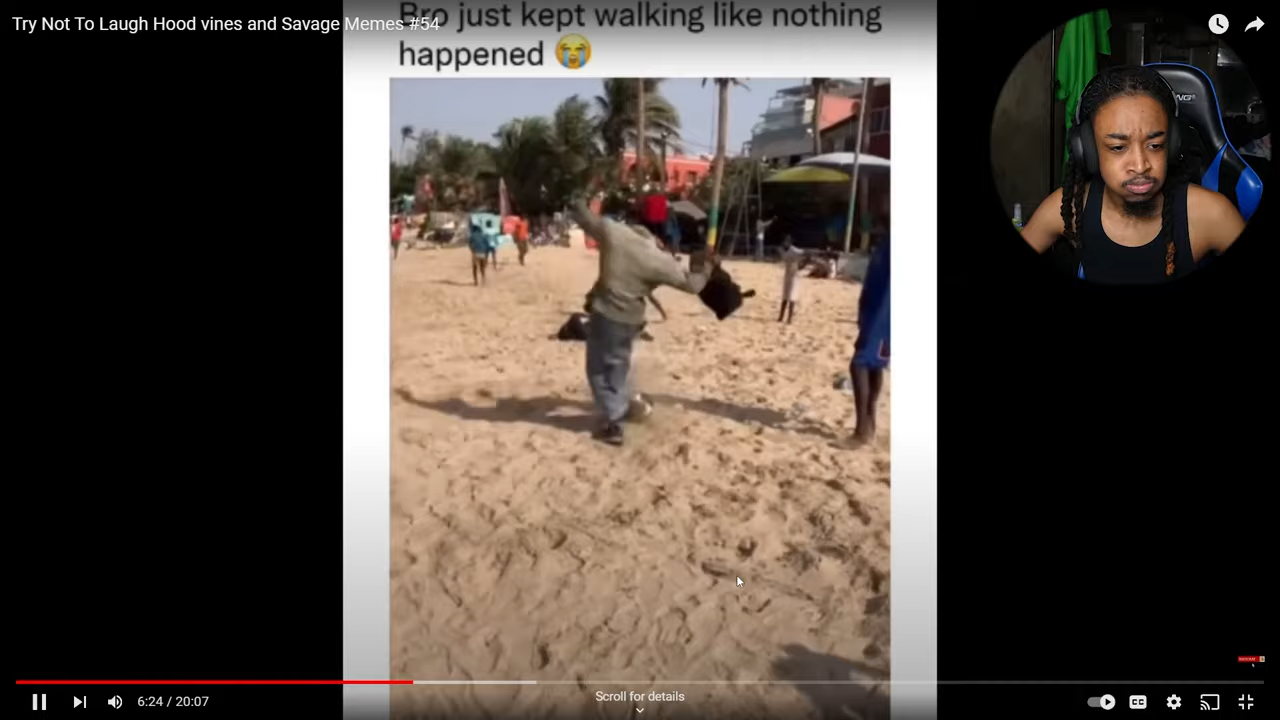 Try Not To Laugh Hood vines and Savage Memes #54
Bro just kept walking like nothing
happened 😭
6:24 / 20:07
Scroll for details
CC